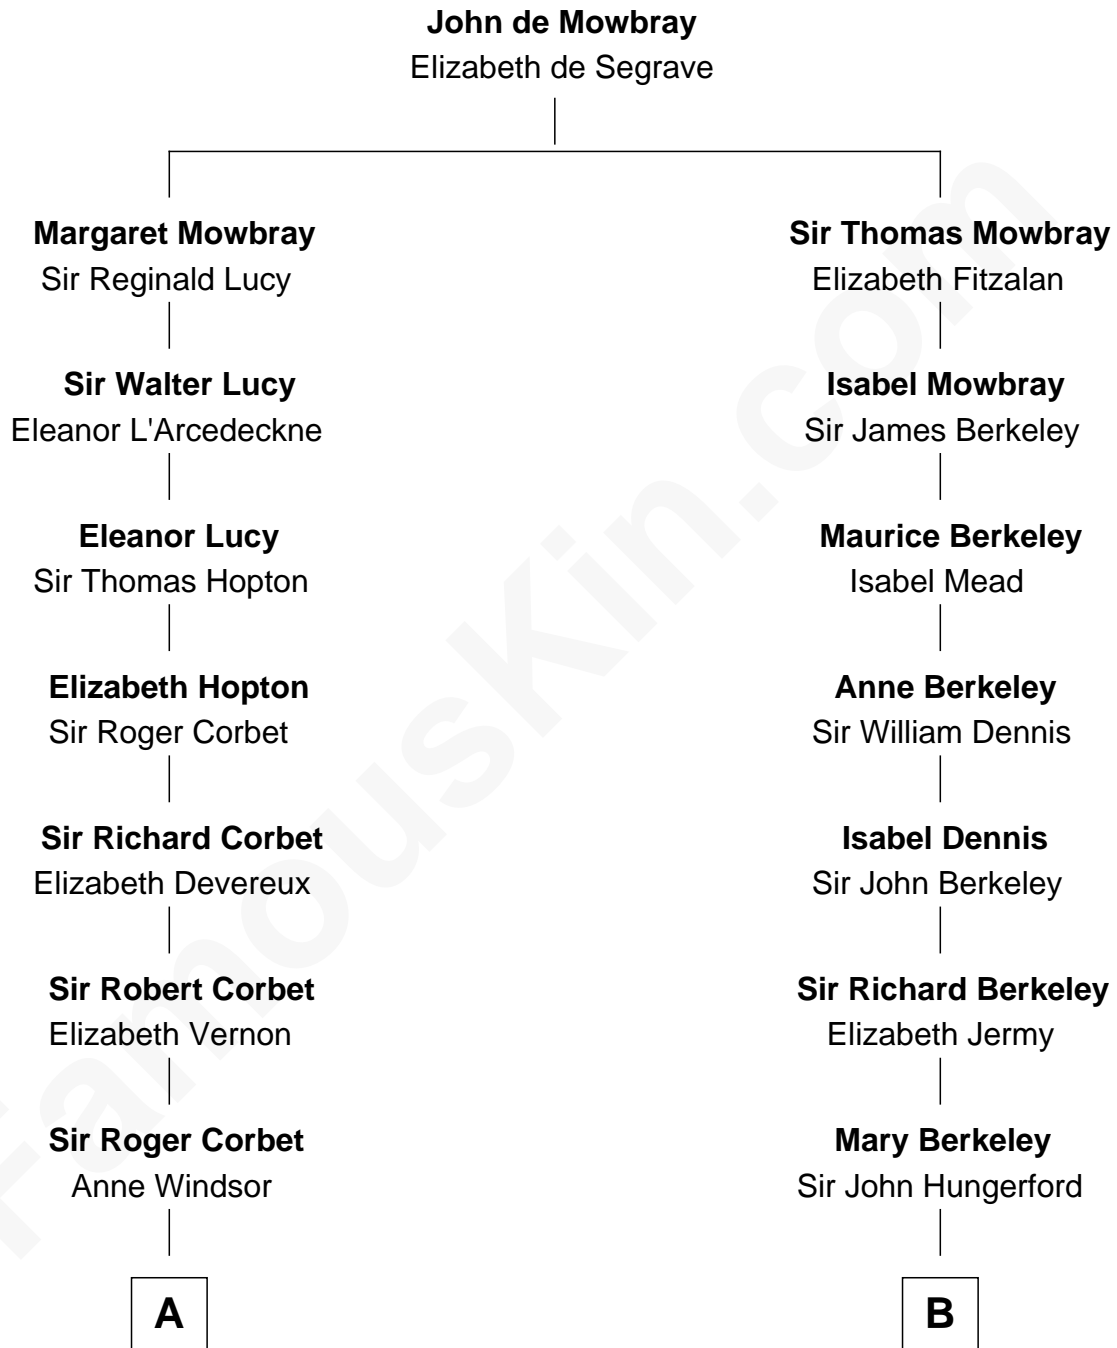 John de Mowbray
Elizabeth de Segrave
Margaret Mowbray
Sir Reginald Lucy
Sir Walter Lucy
Eleanor L'Arcedeckne
Eleanor Lucy
Sir Thomas Hopton
Elizabeth Hopton
Sir Roger Corbet
Sir Richard Corbet
Elizabeth Devereux
Sir Robert Corbet
Elizabeth Vernon
Sir Roger Corbet
Anne Windsor
A
Sir Thomas Mowbray
Elizabeth Fitzalan
Isabel Mowbray
Sir James Berkeley
Maurice Berkeley
Isabel Mead
Anne Berkeley
Sir William Dennis
Isabel Dennis
Sir John Berkeley
Sir Richard Berkeley
Elizabeth Jermy
Mary Berkeley
Sir John Hungerford
B
FamousKin.com